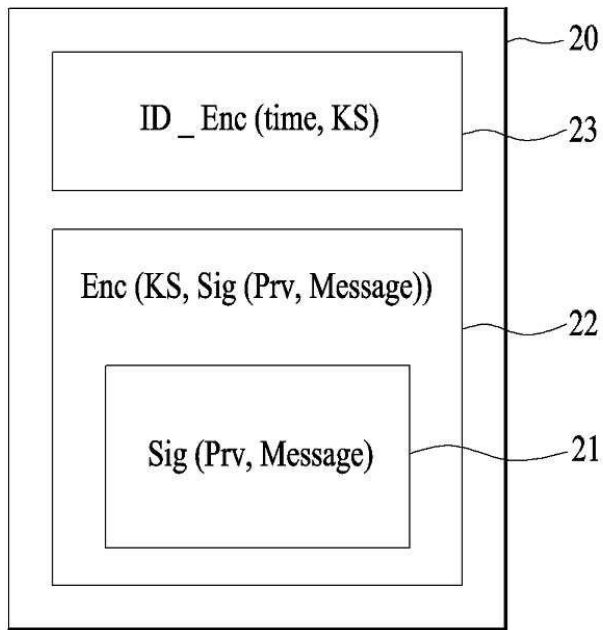 20
ID _ Enc (time, KS)
23
Enc (KS, Sig (Prv, Message))
22
Sig (Prv, Message)
21